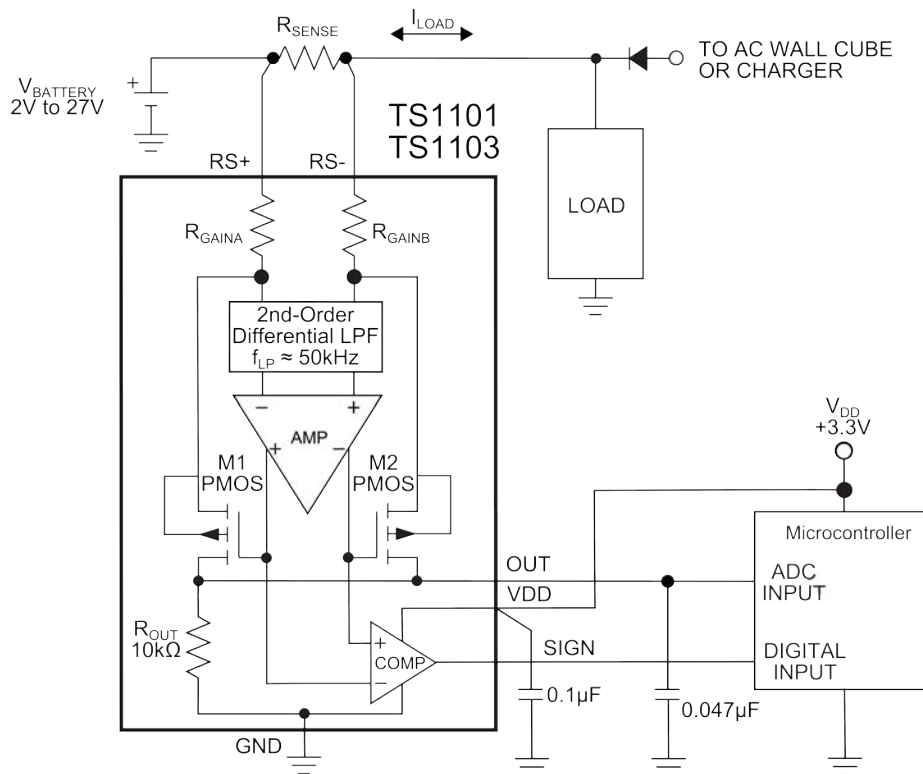 RSENSE
ILOAD
TO AC WALL CUBE
OR CHARGER
+
VBATTERY
2V to 27V
TS1101
TS1103
RS+
RS-
LOAD
RGAINA
RGAINB
2nd-Order
Differential LPF
fLP ≈ 50kHz
− +
AMP
+ −
VDD
+3.3V
M1
PMOS
M2
PMOS
Microcontroller
OUT
ADC
INPUT
VDD
ROUT
10kΩ
+
COMP
−
SIGN
DIGITAL
INPUT
0.1µF
0.047µF
GND